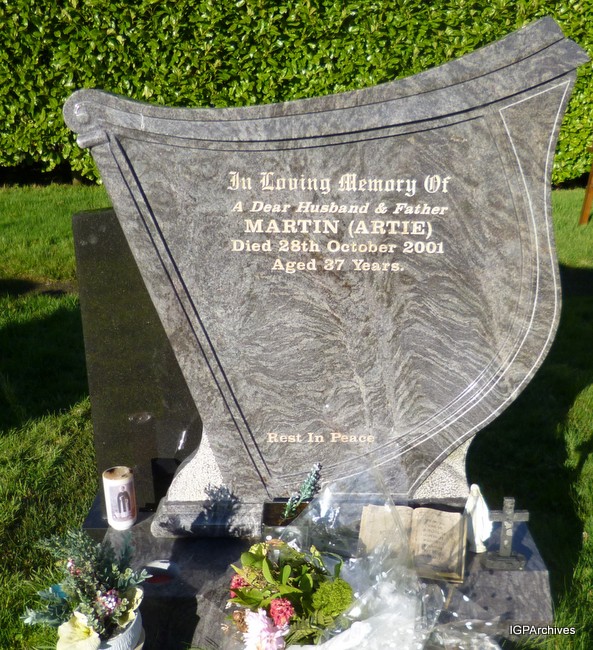 In Loving Memory Of
A Dear Husband & Father
MARTIN (ARTIE)
Died 28th October 2001
Aged 37 Years.
Rest In Peace
IGPArchives